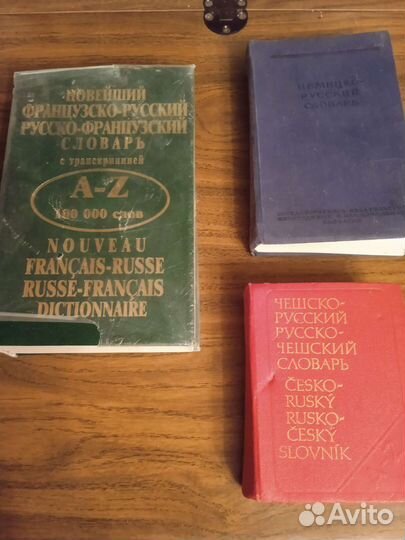 НОВЕЙШИЙ
ФРАНЦУЗСКО-РУССКИЙ
РУССКО-ФРАНЦУЗСКИЙ
СЛОВАРЬ
с транскрипцией
A-Z
100 000 слов
NOUVEAU
FRANÇAIS-RUSSE
RUSSE-FRANÇAIS
DICTIONNAIRE
НЕМЕЦКО-
РУССКИЙ
СЛОВАРЬ
ЧЕШСКО-
РУССКИЙ
РУССКО-
ЧЕШСКИЙ
СЛОВАРЬ
ČESKO-
RUSKÝ
RUSKO-
ČESKÝ
SLOVNÍK
Avito